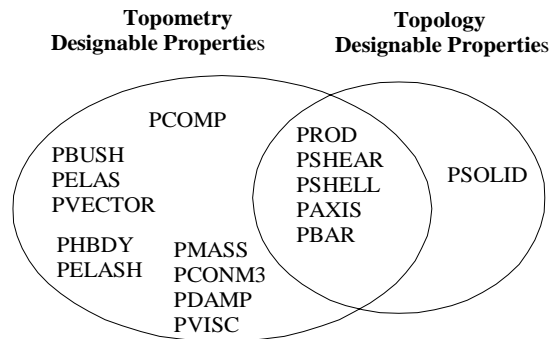 Topometry
Designable Properties
Topology
Designable Properties
PCOMP
PBUSH
PELAS
PVECTOR
PHBDY
PELASH
PMASS
PCONM3
PDAMP
PVISC
PROD
PSHEAR
PSHELL
PAXIS
PBAR
PSOLID